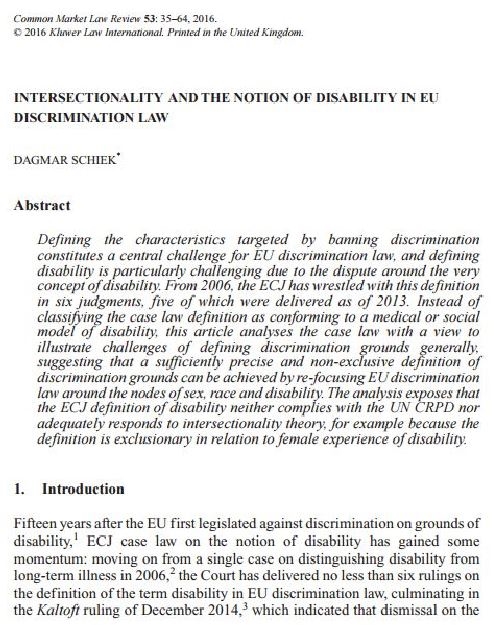 Common Market Law Review 53: 35–64, 2016.
© 2016 Kluwer Law International. Printed in the United Kingdom.
INTERSECTIONALITY AND THE NOTION OF DISABILITY IN EU
DISCRIMINATION LAW
DAGMAR SCHIEK*
Abstract
Defining the characteristics targeted by banning discrimination
constitutes a central challenge for EU discrimination law, and defining
disability is particularly challenging due to the dispute around the very
concept of disability. From 2006, the ECJ has wrestled with this definition
in six judgments, five of which were delivered as of 2013. Instead of
classifying the case law definition as conforming to a medical or social
model of disability, this article analyses the case law with a view to
illustrate challenges of defining discrimination grounds generally,
suggesting that a sufficiently precise and non-exclusive definition of
discrimination grounds can be achieved by re-focusing EU discrimination
law around the nodes of sex, race and disability. The analysis exposes that
the ECJ definition of disability neither complies with the UN CRPD nor
adequately responds to intersectionality theory, for example because the
definition is exclusionary in relation to female experience of disability.
1. Introduction
Fifteen years after the EU first legislated against discrimination on grounds of
disability,1 ECJ case law on the notion of disability has gained some
momentum: moving on from a single case on distinguishing disability from
long-term illness in 2006,2 the Court has delivered no less than six rulings on
the definition of the term disability in EU discrimination law, culminating in
the Kaltoft ruling of December 2014,3 which indicated that dismissal on the